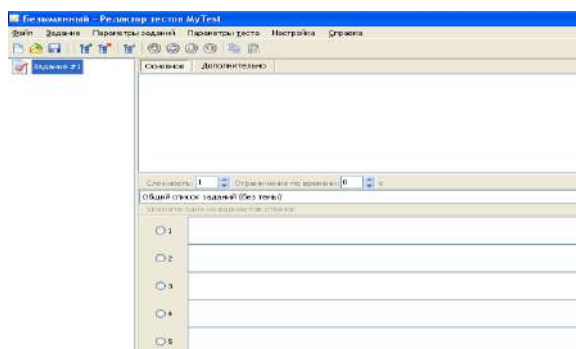 Безымянный - Редактор тестов MyTest
Файл Задание Параметры заданий Параметры теста Настройка Справка
Задание #1
Основное Дополнительно
Сложность: 1 Ограничение по времени: 0 с
Общий список заданий (без темы)
1
2
3
4
5